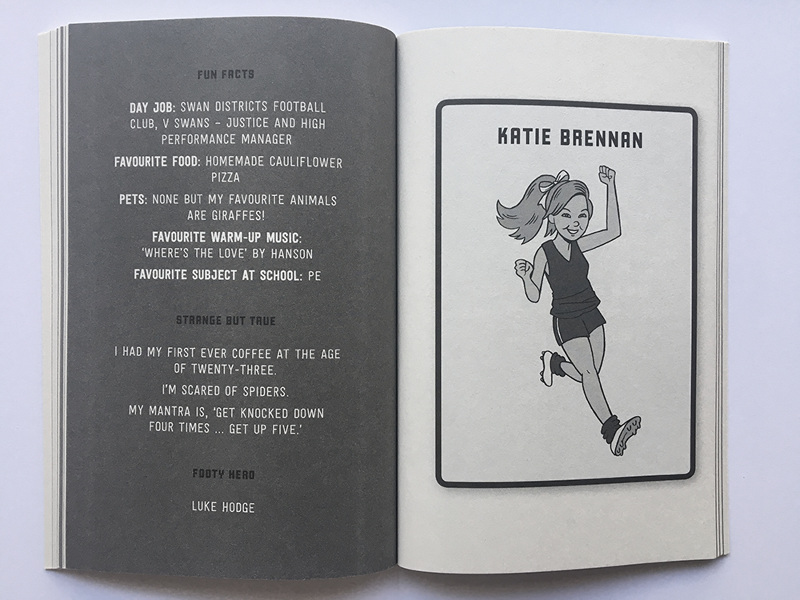 FUN FACTS
DAY JOB: SWAN DISTRICTS FOOTBALL
CLUB, V SWANS – JUSTICE AND HIGH
PERFORMANCE MANAGER
FAVOURITE FOOD: HOMEMADE CAULIFLOWER
PIZZA
PETS: NONE BUT MY FAVOURITE ANIMALS
ARE GIRAFFES!
FAVOURITE WARM-UP MUSIC:
'WHERE'S THE LOVE' BY HANSON
FAVOURITE SUBJECT AT SCHOOL: PE
STRANGE BUT TRUE
I HAD MY FIRST EVER COFFEE AT THE AGE
OF TWENTY-THREE.
I'M SCARED OF SPIDERS.
MY MANTRA IS, 'GET KNOCKED DOWN
FOUR TIMES ... GET UP FIVE.'
FOOTY HERO
LUKE HODGE
KATIE BRENNAN